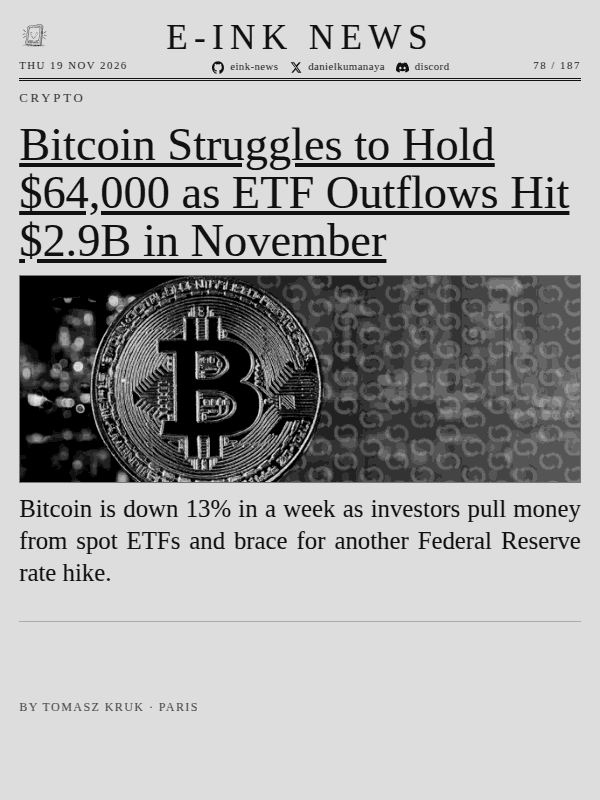 E-INK NEWS
THU 19 NOV 2026
eink-news danielkumanaya discord
78 / 187
CRYPTO
Bitcoin Struggles to Hold
$64,000 as ETF Outflows Hit
$2.9B in November
Bitcoin is down 13% in a week as investors pull money
from spot ETFs and brace for another Federal Reserve
rate hike.
BY TOMASZ KRUK · PARIS